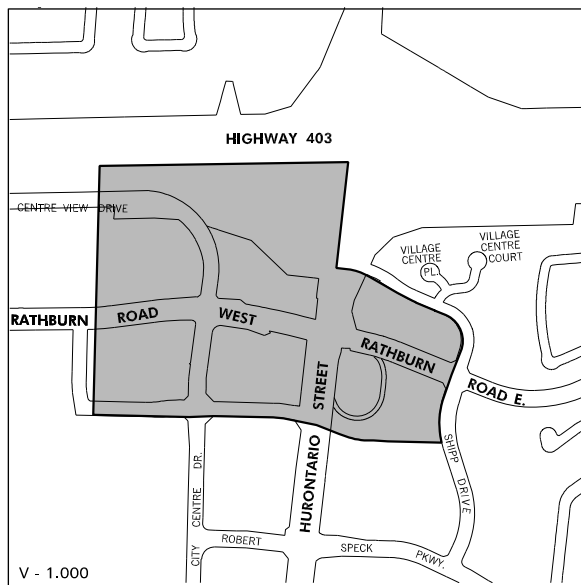 HIGHWAY 403
CENTRE VIEW DRIVE
VILLAGE CENTRE PL.
VILLAGE CENTRE COURT
RATHBURN ROAD WEST
RATHBURN ROAD E.
HURONTARIO STREET
SHIPP DRIVE
CITY CENTRE DR.
ROBERT SPECK PKWY.
V - 1.000